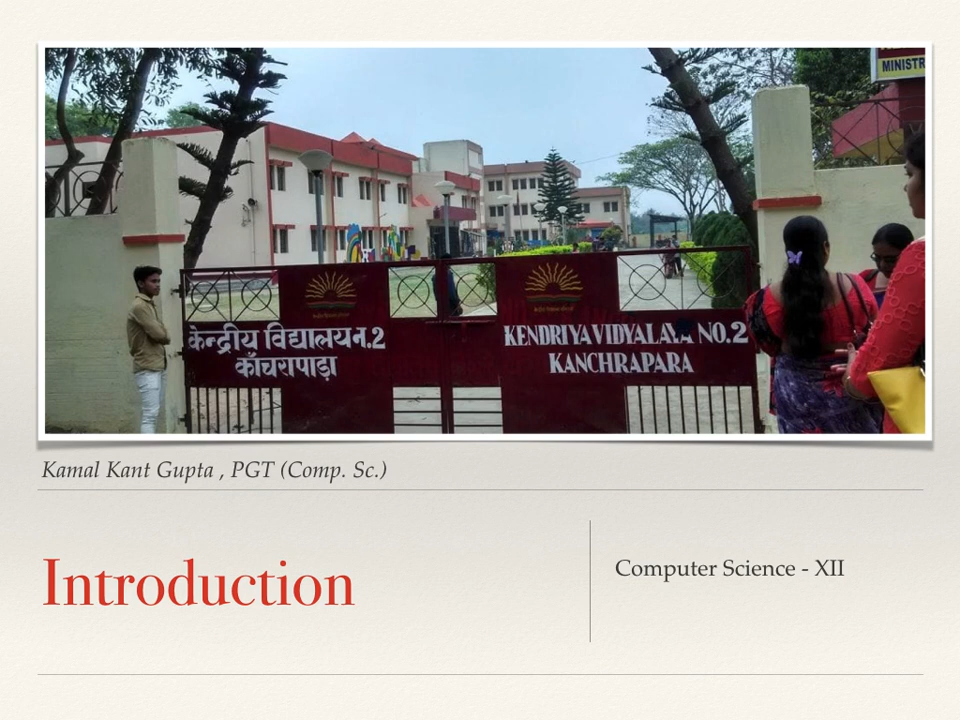 MINISTR
केन्द्रीय विद्यालय न.2
काँचरापाड़ा
KENDRIYA VIDYALAYA NO.2
KANCHRAPARA
Kamal Kant Gupta , PGT (Comp. Sc.)
Introduction
Computer Science - XII